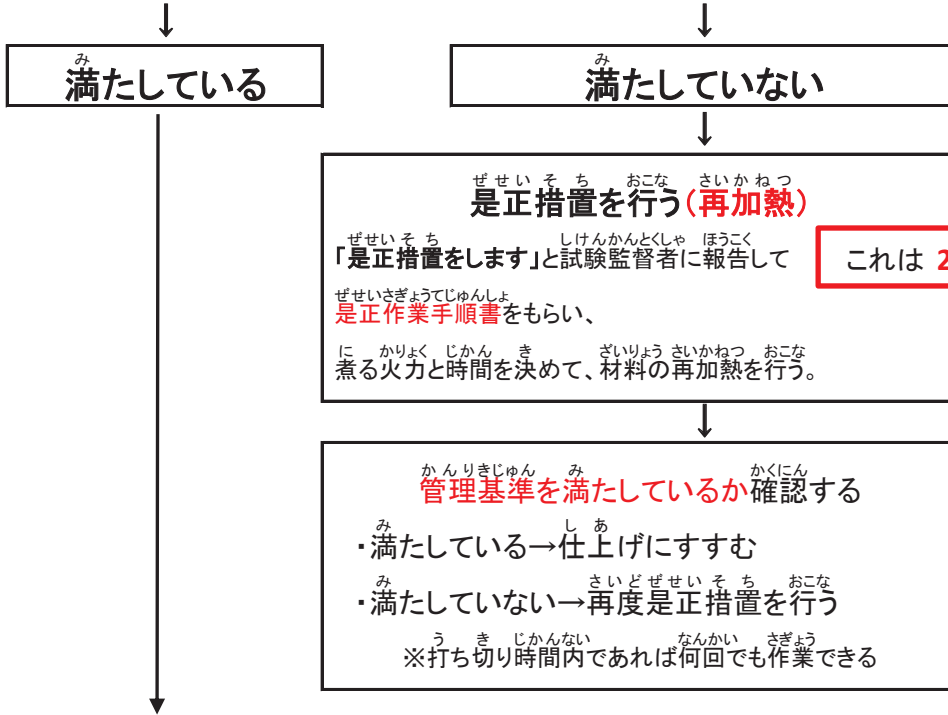 ↓ ↓
満たしている 満たしていない
↓
是正措置を行う(再加熱)
「是正措置をします」と試験監督者に報告して これは 2
是正作業手順書をもらい、
煮る火力と時間を決めて、材料の再加熱を行う。
↓
管理基準を満たしているか確認する
・満たしている→仕上げにすすむ
・満たしていない→再度是正措置を行う
※打ち切り時間内であれば何回でも作業できる